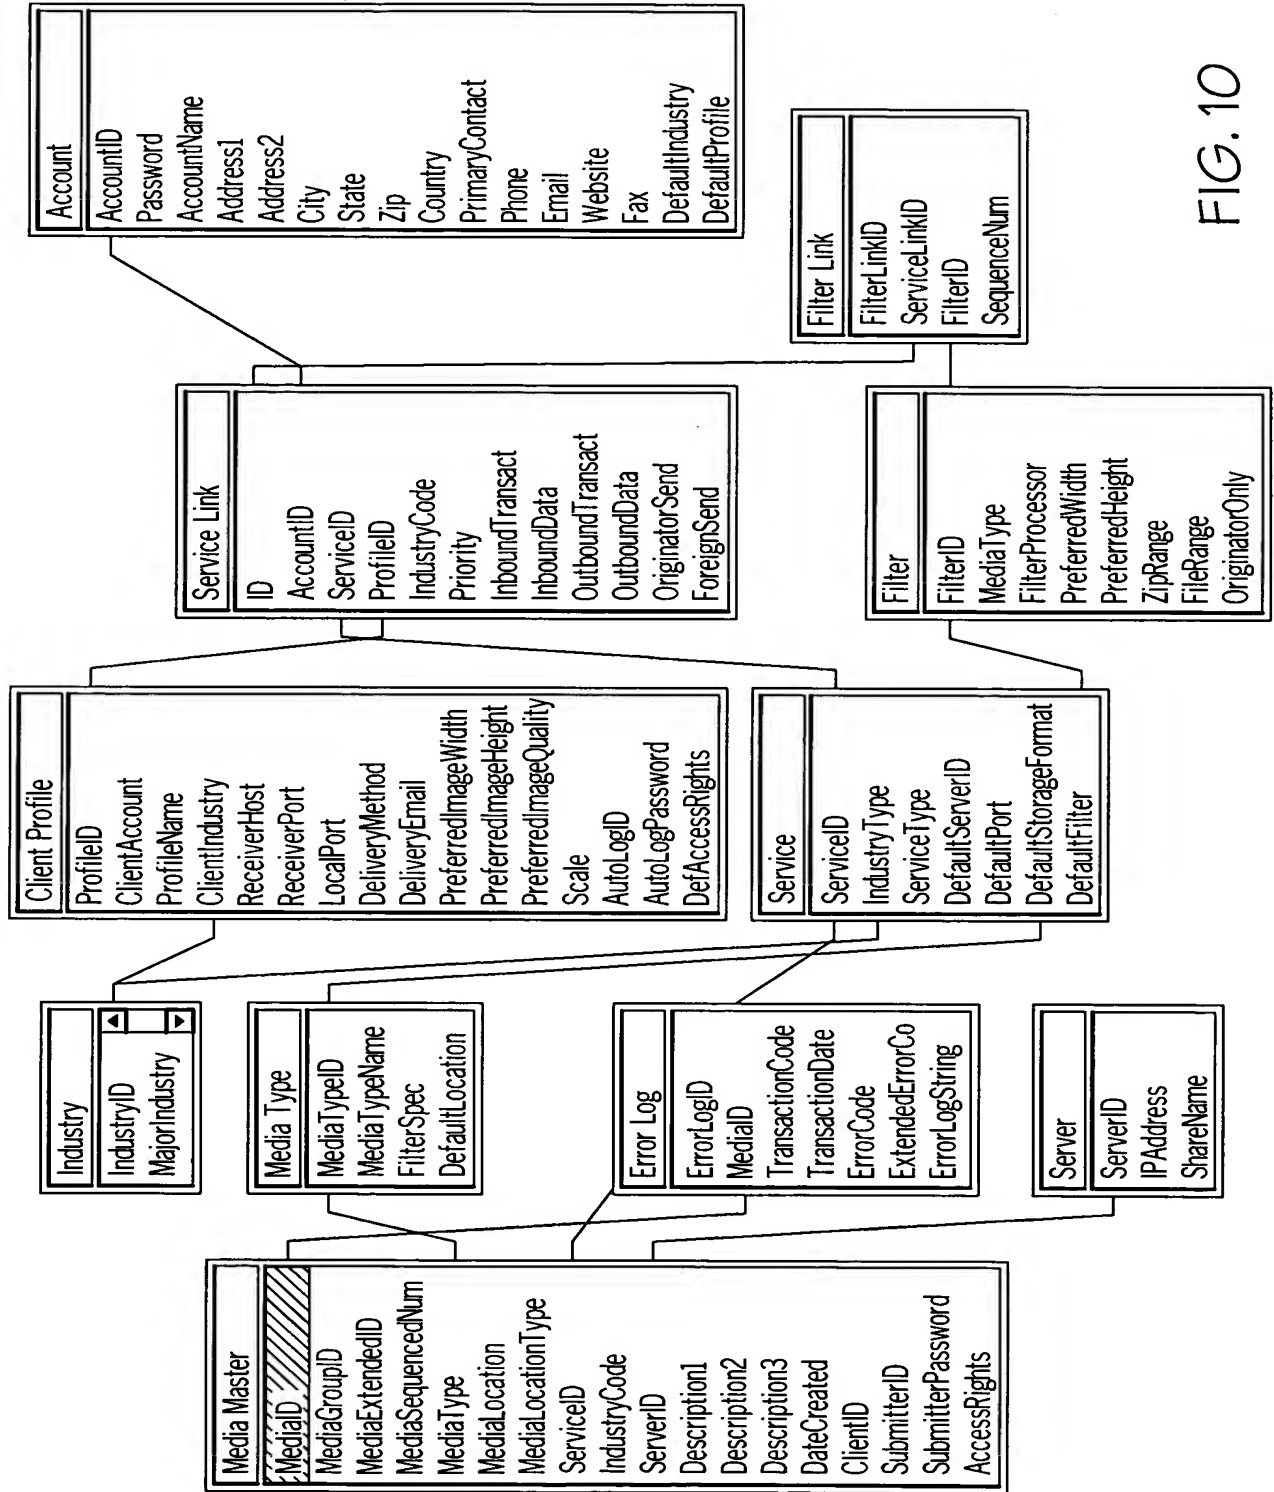 Media Master
MediaID
MediaGroupID
MediaExtendedID
MediaSequencedNum
MediaType
MediaLocation
MediaLocationType
ServiceID
IndustryCode
ServerID
Description1
Description2
Description3
DateCreated
ClientID
SubmitterID
SubmitterPassword
AccessRights
Industry
IndustryID
MajorIndustry
Media Type
MediaTypeID
MediaTypeName
FilterSpec
DefaultLocation
Error Log
ErrorLogID
MediaID
TransactionCode
TransactionDate
ErrorCode
ExtendedErrorCo
ErrorLogString
Server
ServerID
IPAddress
ShareName
Client Profile
ProfileID
ClientAccount
ProfileName
ClientIndustry
ReceiverHost
ReceiverPort
LocalPort
DeliveryMethod
DeliveryEmail
PreferredImageWidth
PreferredImageHeight
PreferredImageQuality
Scale
AutoLogID
AutoLogPassword
DefAccessRights
Service
ServiceID
IndustryType
ServiceType
DefaultServerID
DefaultPort
DefaultStorageFormat
DefaultFilter
Service Link
ID
AccountID
ServiceID
ProfileID
IndustryCode
Priority
InboundTransact
InboundData
OutboundTransact
OutboundData
OriginatorSend
ForeignSend
Filter
FilterID
MediaType
FilterProcessor
PreferredWidth
PreferredHeight
ZipRange
FileRange
OriginatorOnly
Account
AccountID
Password
AccountName
Address1
Address2
City
State
Zip
Country
PrimaryContact
Phone
Email
Website
Fax
DefaultIndustry
DefaultProfile
Filter Link
FilterLinkID
ServiceLinkID
FilterID
SequenceNum
FIG. 10